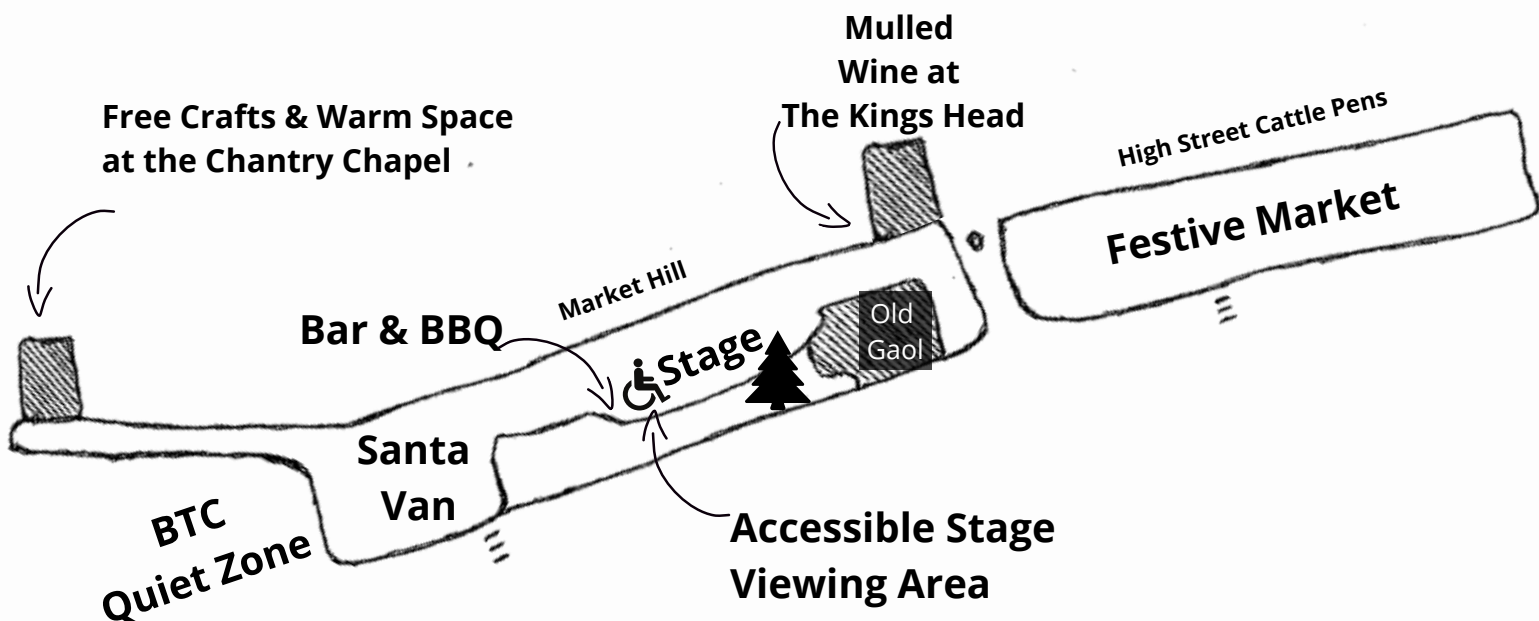 Mulled
Wine at
The Kings Head
Free Crafts & Warm Space
at the Chantry Chapel
High Street Cattle Pens
Festive Market
Market Hill
Bar & BBQ
Stage
Old
Gaol
Santa
Van
BTC
Quiet Zone
Accessible Stage
Viewing Area